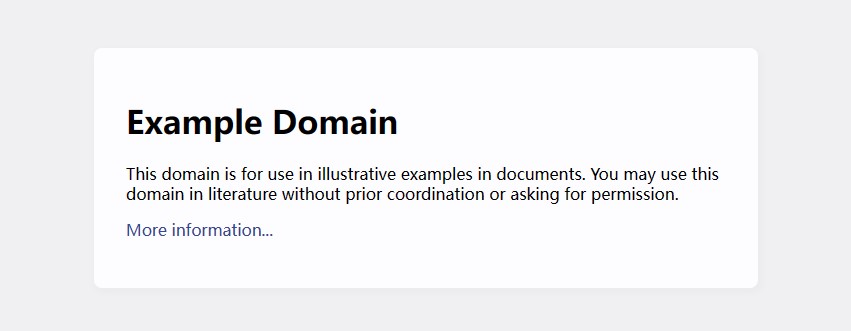 Example Domain
This domain is for use in illustrative examples in documents. You may use this
domain in literature without prior coordination or asking for permission.
More information...